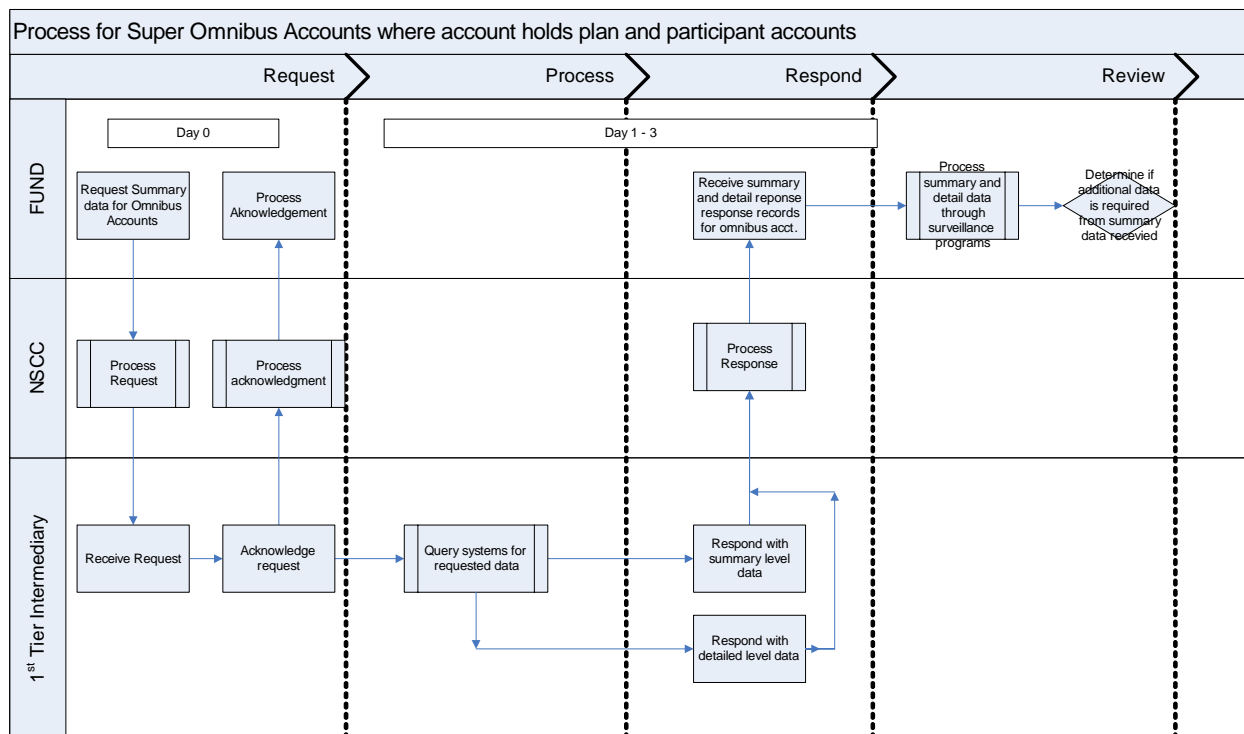 Process for Super Omnibus Accounts where account holds plan and participant accounts
Request
Process
Respond
Review
FUND
Day 0
Day 1 - 3
Request Summary
data for Omnibus
Accounts
Process
Aknowledgement
Receive summary
and detail reponse
response records
for omnibus acct.
Process
summary and
detail data
through
surveillance
programs
Determine if
additional data
is required
from summary
data recevied
NSCC
Process
Request
Process
acknowledgment
Process
Response
1st Tier Intermediary
Receive Request
Acknowledge
request
Query systems for
requested data
Respond with
summary level
data
Respond with
detailed level data